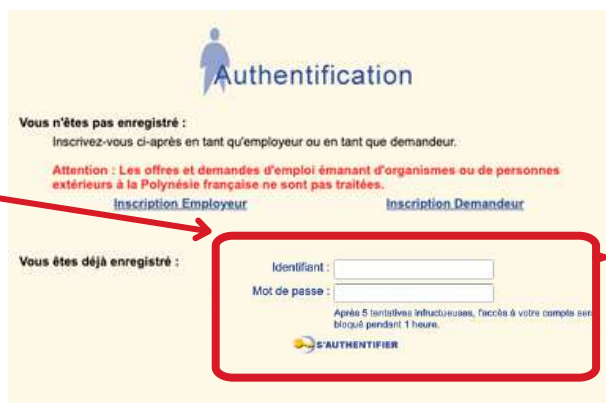 Authentification
Vous n'êtes pas enregistré :
Inscrivez-vous ci-après en tant qu'employeur ou en tant que demandeur.
Attention : Les offres et demandes d'emploi émanant d'organismes ou de personnes
extérieurs à la Polynésie française ne sont pas traitées.
Inscription Employeur Inscription Demandeur
Vous êtes déjà enregistré :
Identifiant :
Mot de passe :
Après 5 tentatives infructueuses, l'accès à votre compte sera
bloqué pendant 1 heure.
S'AUTHENTIFIER